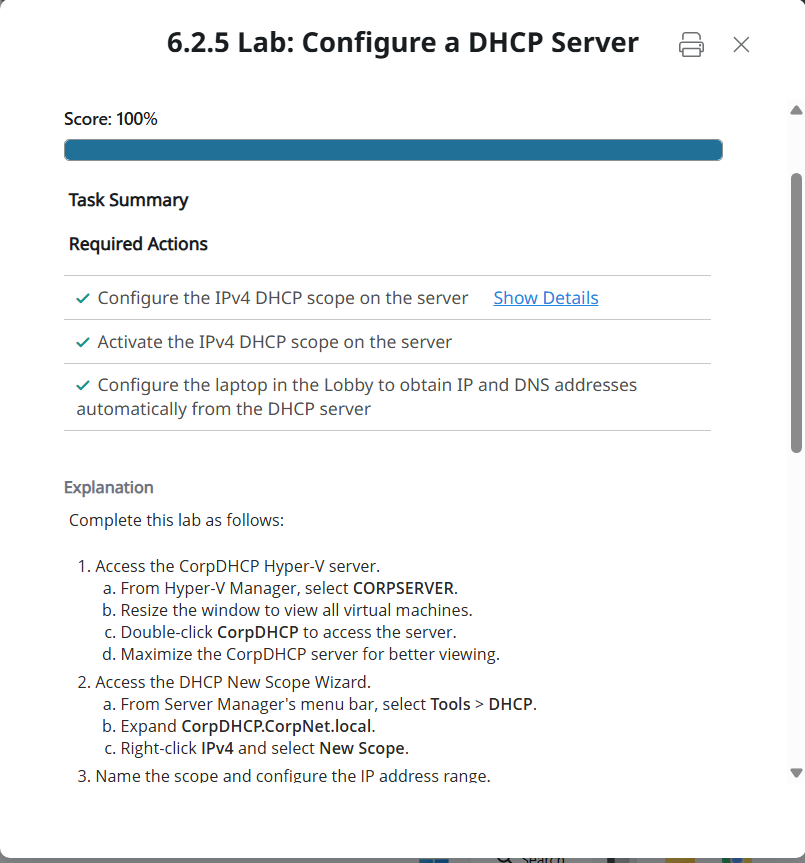 6.2.5 Lab: Configure a DHCP Server
Score: 100%
Task Summary
Required Actions
Configure the IPv4 DHCP scope on the server Show Details
Activate the IPv4 DHCP scope on the server
Configure the laptop in the Lobby to obtain IP and DNS addresses
automatically from the DHCP server
Explanation
Complete this lab as follows:
1. Access the CorpDHCP Hyper-V server.
a. From Hyper-V Manager, select CORPSERVER.
b. Resize the window to view all virtual machines.
c. Double-click CorpDHCP to access the server.
d. Maximize the CorpDHCP server for better viewing.
2. Access the DHCP New Scope Wizard.
a. From Server Manager's menu bar, select Tools > DHCP.
b. Expand CorpDHCP.CorpNet.local.
c. Right-click IPv4 and select New Scope.
3. Name the scope and configure the IP address range.
Search